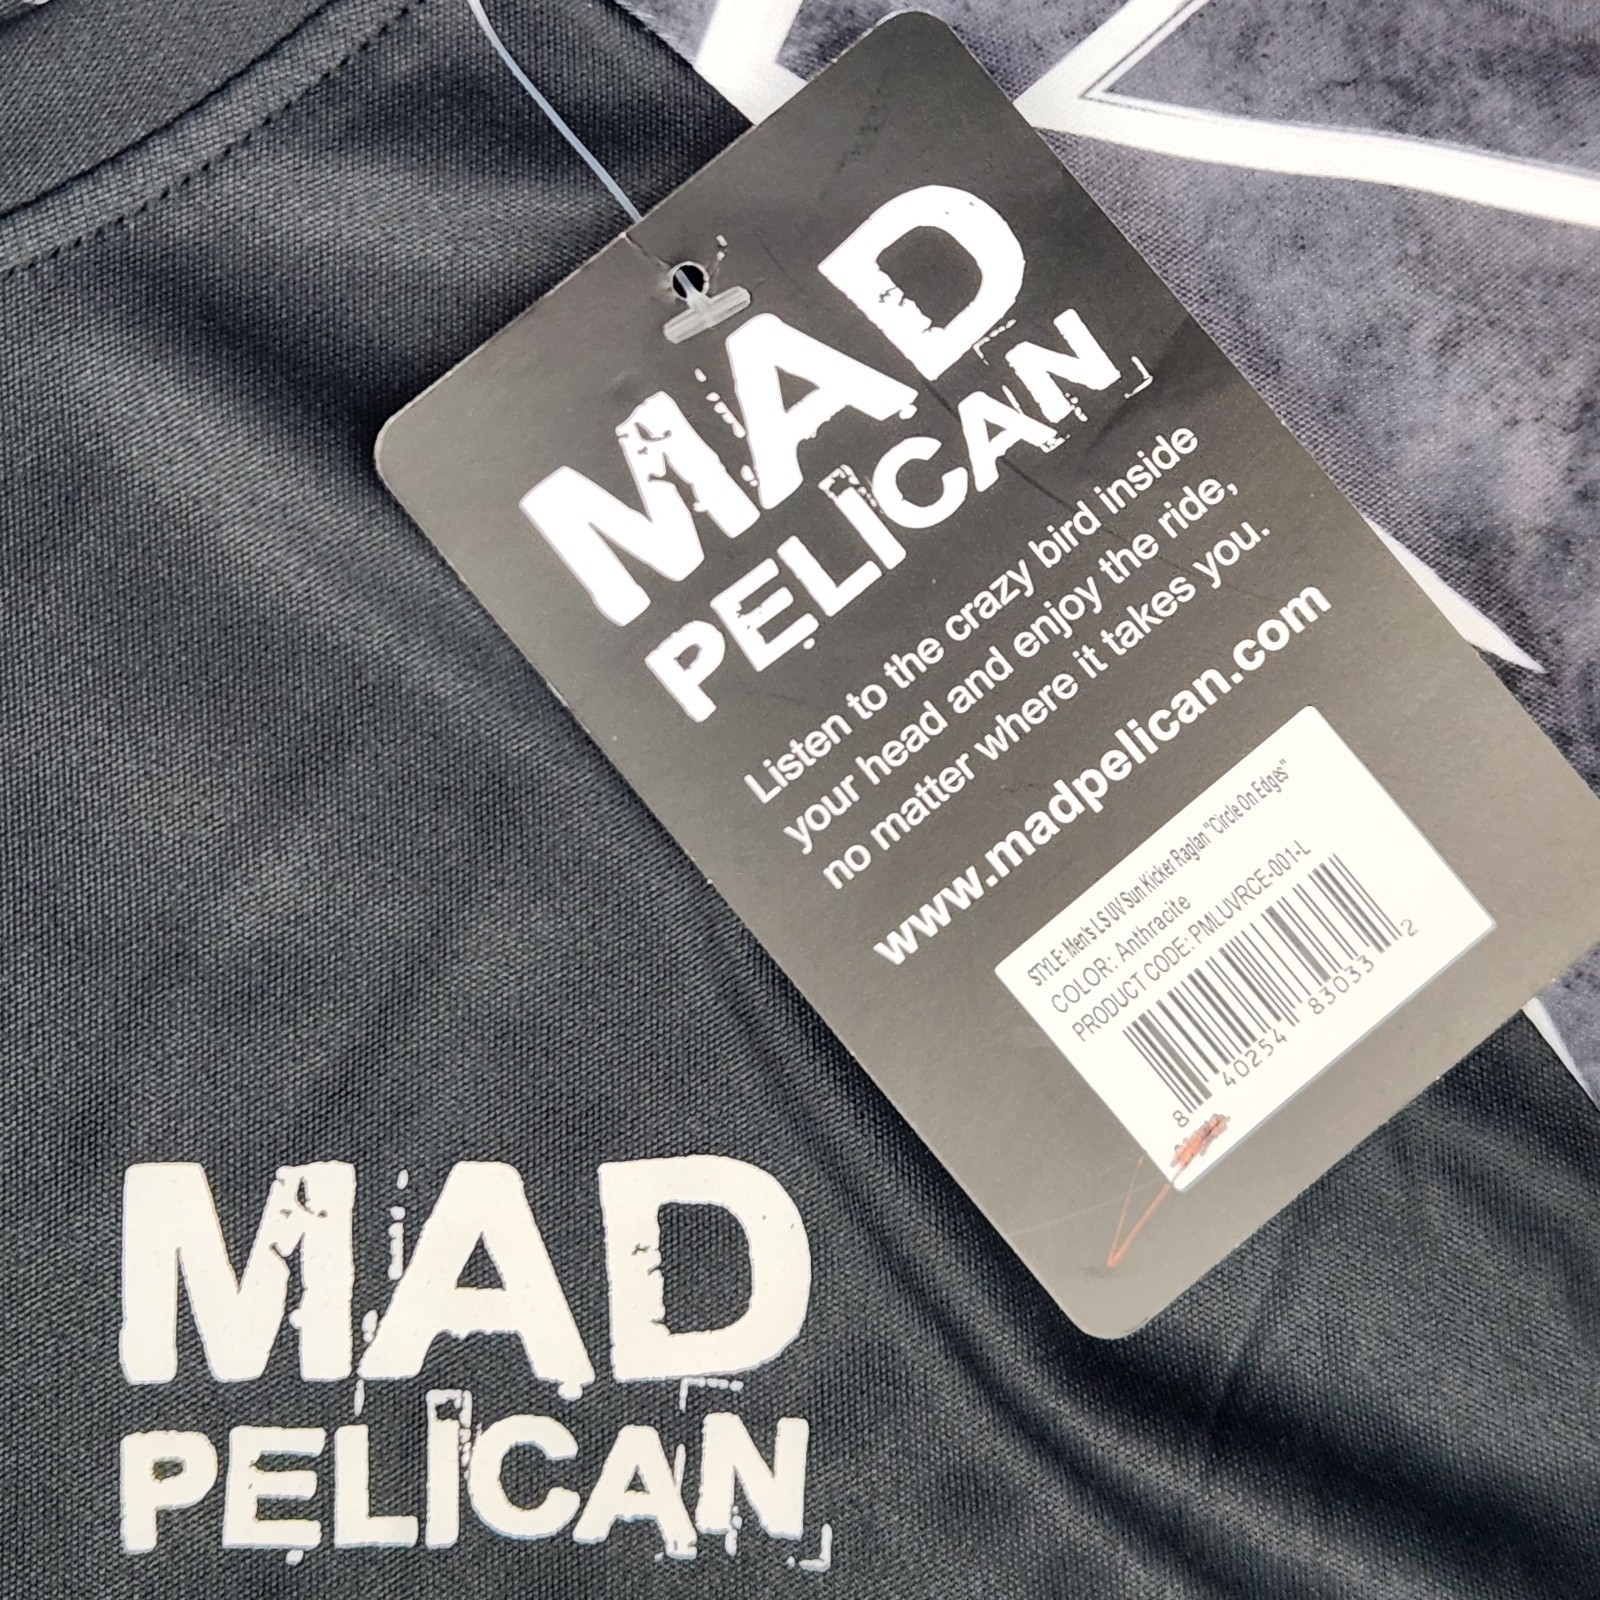 MAD
PELICAN
Listen to the crazy bird inside
your head and enjoy the ride,
no matter where it takes you.
www.madpelican.com
STYLE: Men's LS UV Sun Kicker Raglan "Circle On Edges"
COLOR: Anthracite
PRODUCT CODE: PMLUVRCE-001-L
8 40254 83033 2
MAD
PELICAN